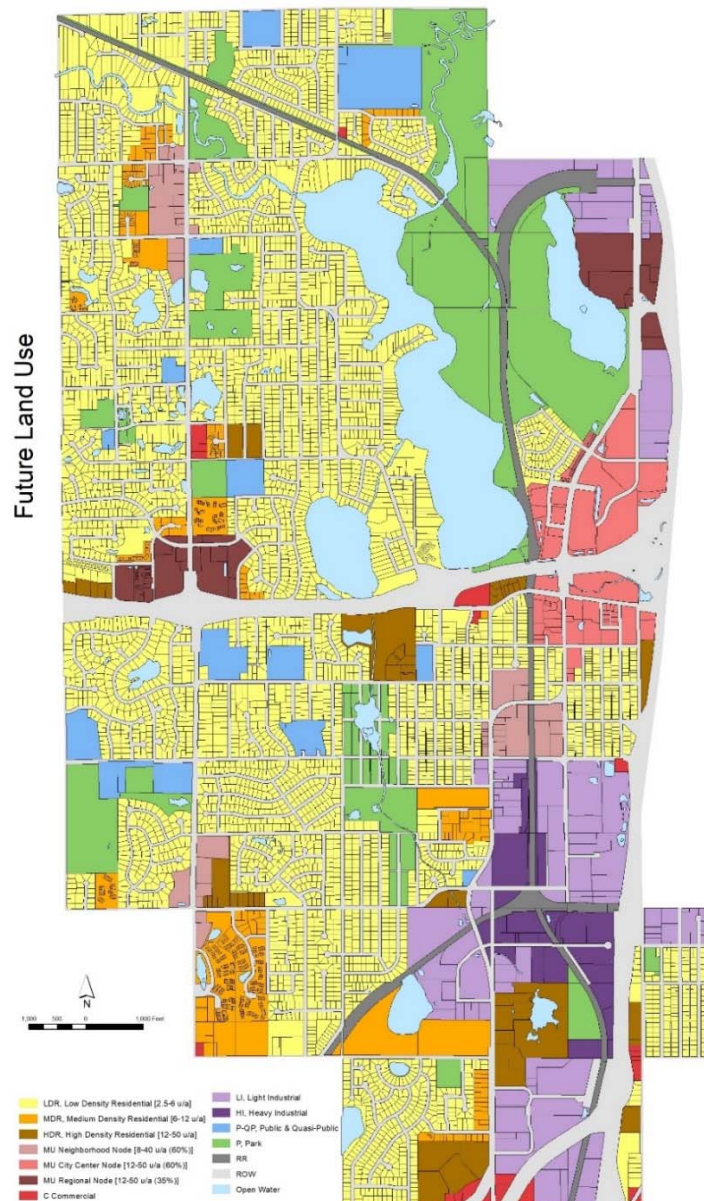 Future Land Use
N
1,000 500 0 1,000 Feet
LDR, Low Density Residential [2.5-6 u/a]
MDR, Medium Density Residential [6-12 u/a]
HDR, High Density Residential [12-50 u/a]
MU Neighborhood Node [8-40 u/a (60%)]
MU City Center Node [12-50 u/a (60%)]
MU Regional Node [12-50 u/a (35%)]
C Commercial
LI, Light Industrial
HI, Heavy Industrial
P-QP, Public & Quasi-Public
P, Park
RR
ROW
Open Water